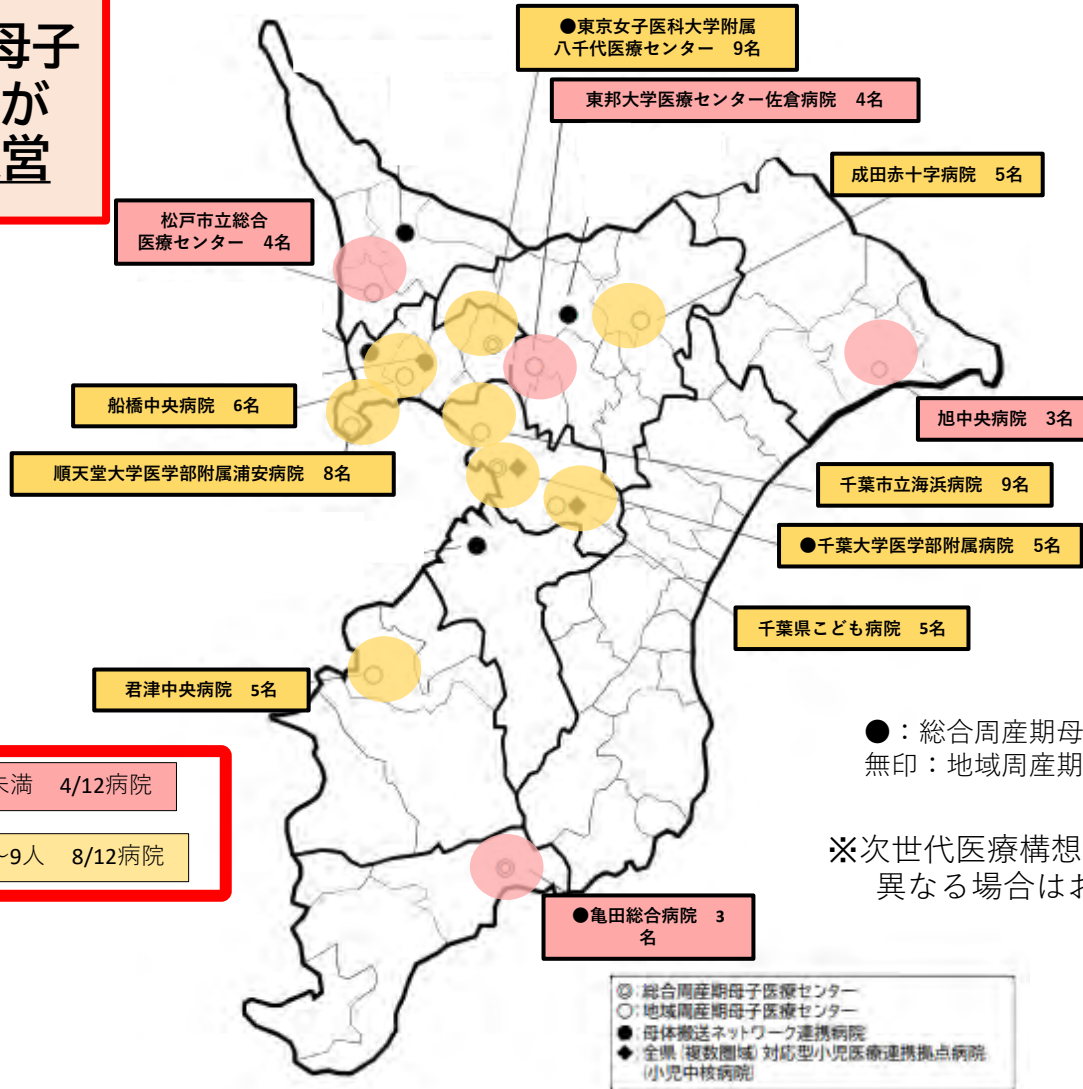 母子
が
営
●東京女子医科大学附属
八千代医療センター 9名
東邦大学医療センター佐倉病院 4名
成田赤十字病院 5名
松戸市立総合
医療センター 4名
船橋中央病院 6名
旭中央病院 3名
順天堂大学医学部附属浦安病院 8名
千葉市立海浜病院 9名
●千葉大学医学部附属病院 5名
千葉県こども病院 5名
君津中央病院 5名
●：総合周産期母
無印：地域周産期
未満 4/12病院
~9人 8/12病院
※次世代医療構想
異なる場合はお
●亀田総合病院 3
名
◎:総合周産期母子医療センター
○:地域周産期母子医療センター
●:母体搬送ネットワーク連携病院
◆:全県(複数圏域)対応型小児医療連携拠点病院
(小児中核病院)